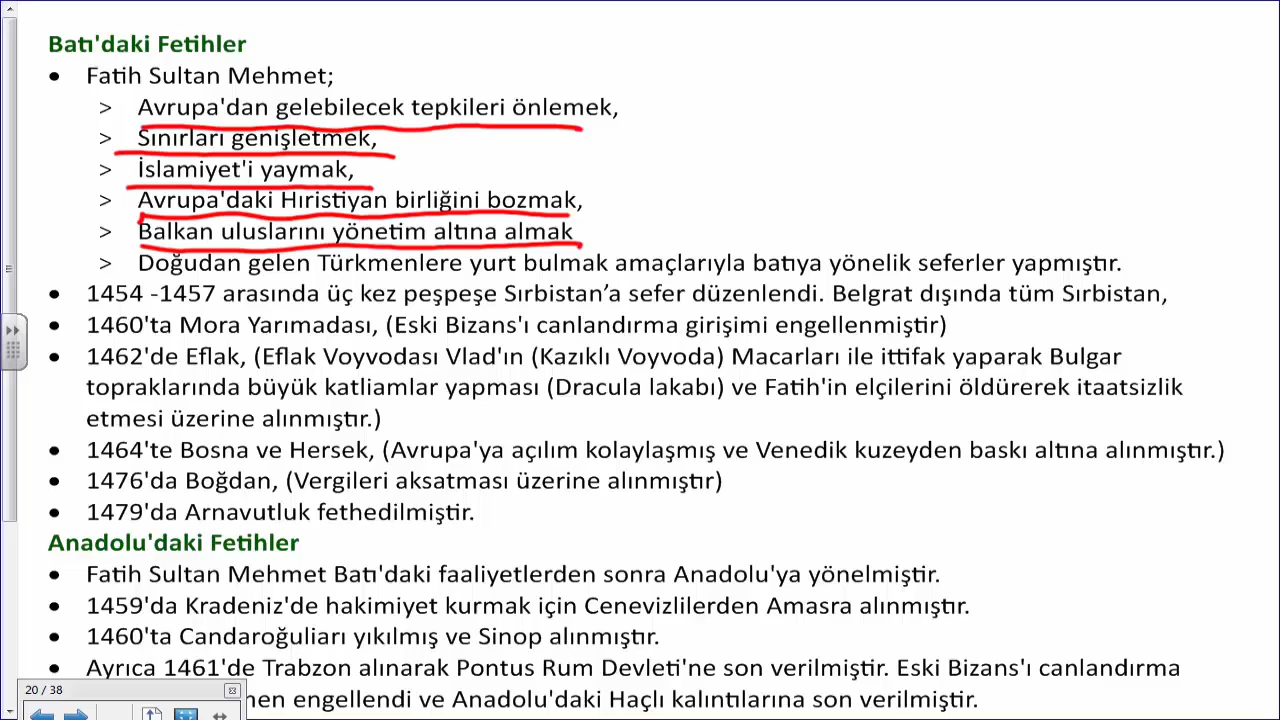 Batı'daki Fetihler
• Fatih Sultan Mehmet;
> Avrupa'dan gelebilecek tepkileri önlemek,
> Sınırları genişletmek,
> İslamiyet'i yaymak,
> Avrupa'daki Hıristiyan birliğini bozmak,
> Balkan uluslarını yönetim altına almak
> Doğudan gelen Türkmenlere yurt bulmak amaçlarıyla batıya yönelik seferler yapmıştır.
• 1454 -1457 arasında üç kez peşpeşe Sırbistan’a sefer düzenlendi. Belgrat dışında tüm Sırbistan,
• 1460'ta Mora Yarımadası, (Eski Bizans'ı canlandırma girişimi engellenmiştir)
• 1462'de Eflak, (Eflak Voyvodası Vlad'ın (Kazıklı Voyvoda) Macarları ile ittifak yaparak Bulgar
topraklarında büyük katliamlar yapması (Dracula lakabı) ve Fatih'in elçilerini öldürerek itaatsizlik
etmesi üzerine alınmıştır.)
• 1464'te Bosna ve Hersek, (Avrupa'ya açılım kolaylaşmış ve Venedik kuzeyden baskı altına alınmıştır.)
• 1476'da Boğdan, (Vergileri aksatması üzerine alınmıştır)
• 1479'da Arnavutluk fethedilmiştir.
Anadolu'daki Fetihler
• Fatih Sultan Mehmet Batı'daki faaliyetlerden sonra Anadolu'ya yönelmiştir.
• 1459'da Kradeniz'de hakimiyet kurmak için Cenevizlilerden Amasra alınmıştır.
• 1460'ta Candaroğuliarı yıkılmış ve Sinop alınmıştır.
• Ayrıca 1461'de Trabzon alınarak Pontus Rum Devleti'ne son verilmiştir. Eski Bizans'ı canlandırma
engellendi ve Anadolu'daki Haçlı kalıntılarına son verilmiştir.
20 / 38